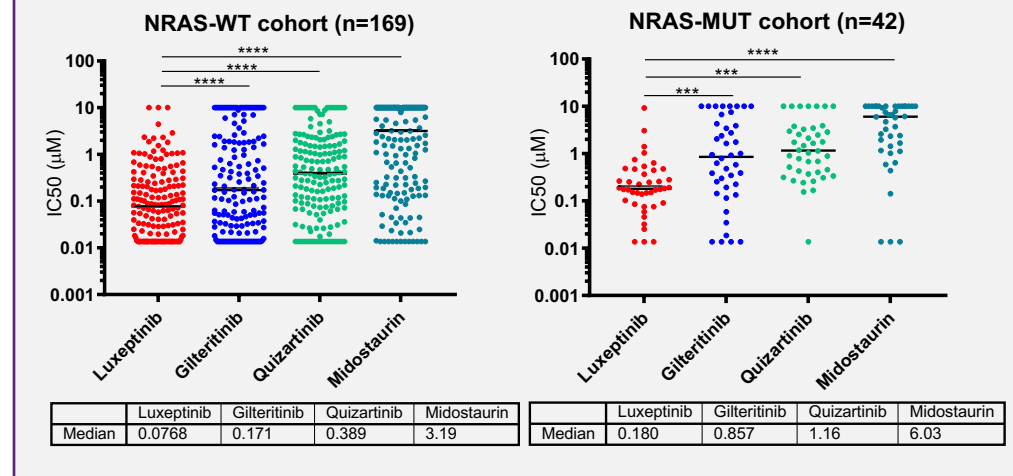 NRAS-WT cohort (n=169)
****
****
****
IC50 (μM)
100
10
1
0.1
0.01
0.001
Luxeptinib
Gilteritinib
Quizartinib
Midostaurin
Luxeptinib Gilteritinib Quizartinib Midostaurin
Median 0.0768 0.171 0.389 3.19
NRAS-MUT cohort (n=42)
****
***
***
IC50 (μM)
100
10
1
0.1
0.01
0.001
Luxeptinib
Gilteritinib
Quizartinib
Midostaurin
Luxeptinib Gilteritinib Quizartinib Midostaurin
Median 0.180 0.857 1.16 6.03